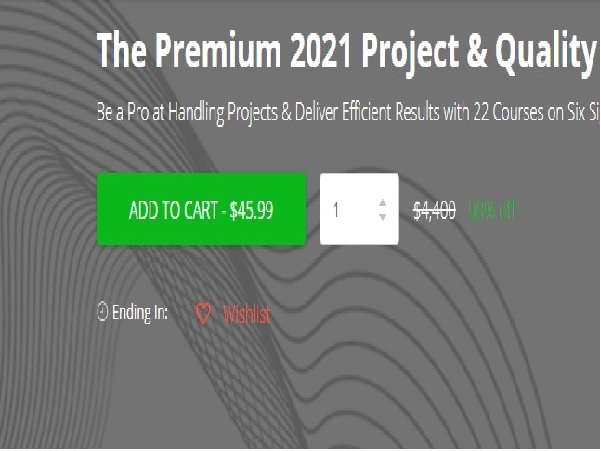 The Premium 2021 Project & Quality
Be a Pro at Handling Projects & Deliver Efficient Results with 22 Courses on Six Si
ADD TO CART - $45.99 1 $4,400 98% off
Ending In: Wishlist